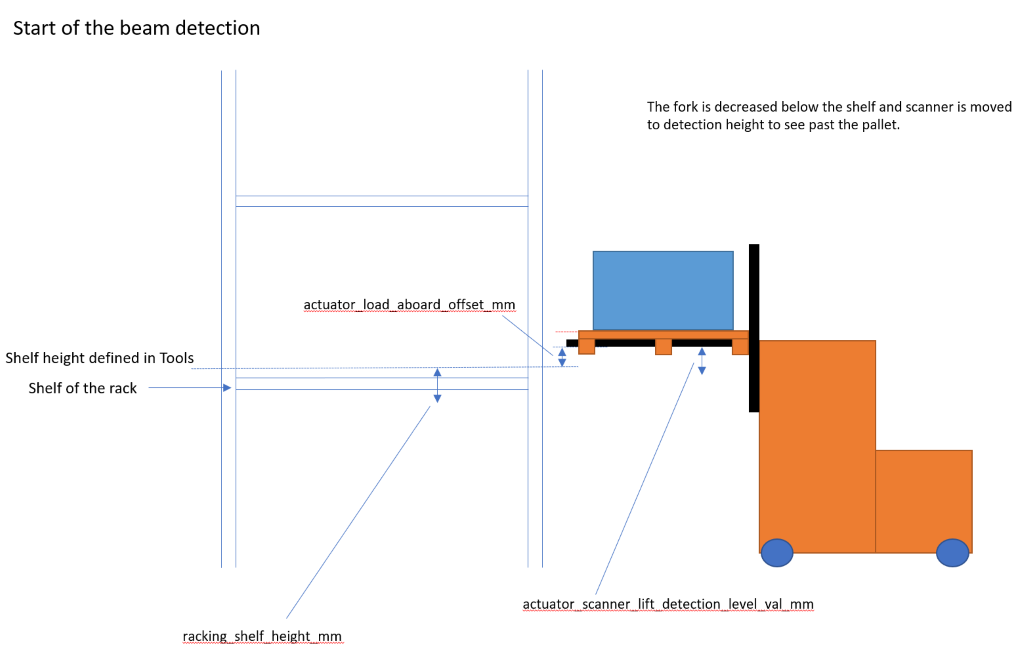 Start of the beam detection
The fork is decreased below the shelf and scanner is moved
to detection height to see past the pallet.
actuator_load_aboard_offset_mm
Shelf height defined in Tools
Shelf of the rack
actuator_scanner_lift_detection_level_val_mm
racking_shelf_height_mm